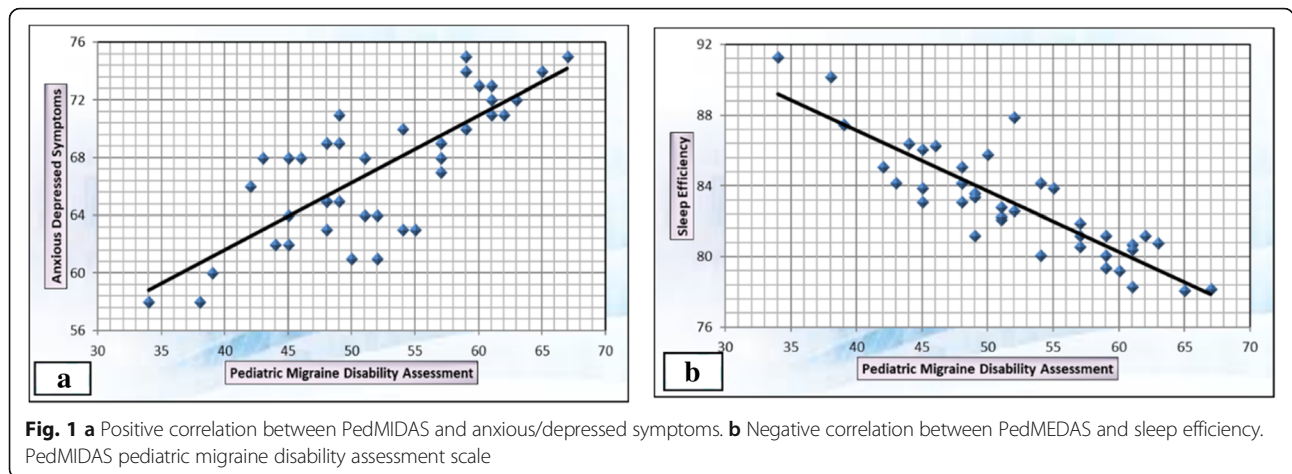 76
72
68
64
60
56
Anxious Depressed Symptoms
30 35 40 45 50 55 60 65 70
Pediatric Migraine Disability Assessment
a
92
88
84
80
76
Sleep Efficiency
30 35 40 45 50 55 60 65 70
Pediatric Migraine Disability Assessment
b
Fig. 1 a Positive correlation between PedMIDAS and anxious/depressed symptoms. b Negative correlation between PedMEDAS and sleep efficiency.
PedMIDAS pediatric migraine disability assessment scale